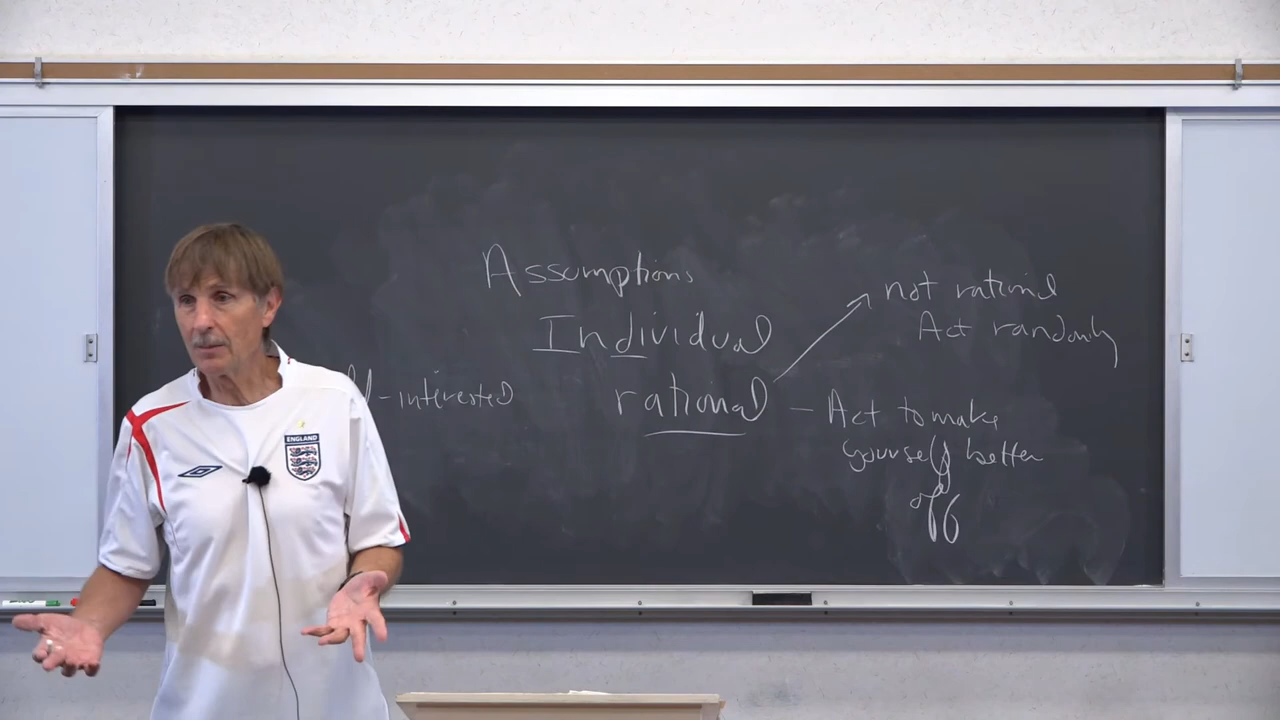 Assumptions
Individual
rational
-interested
not rational
Act randomly
— Act to make
yourself better
off
ENGLAND